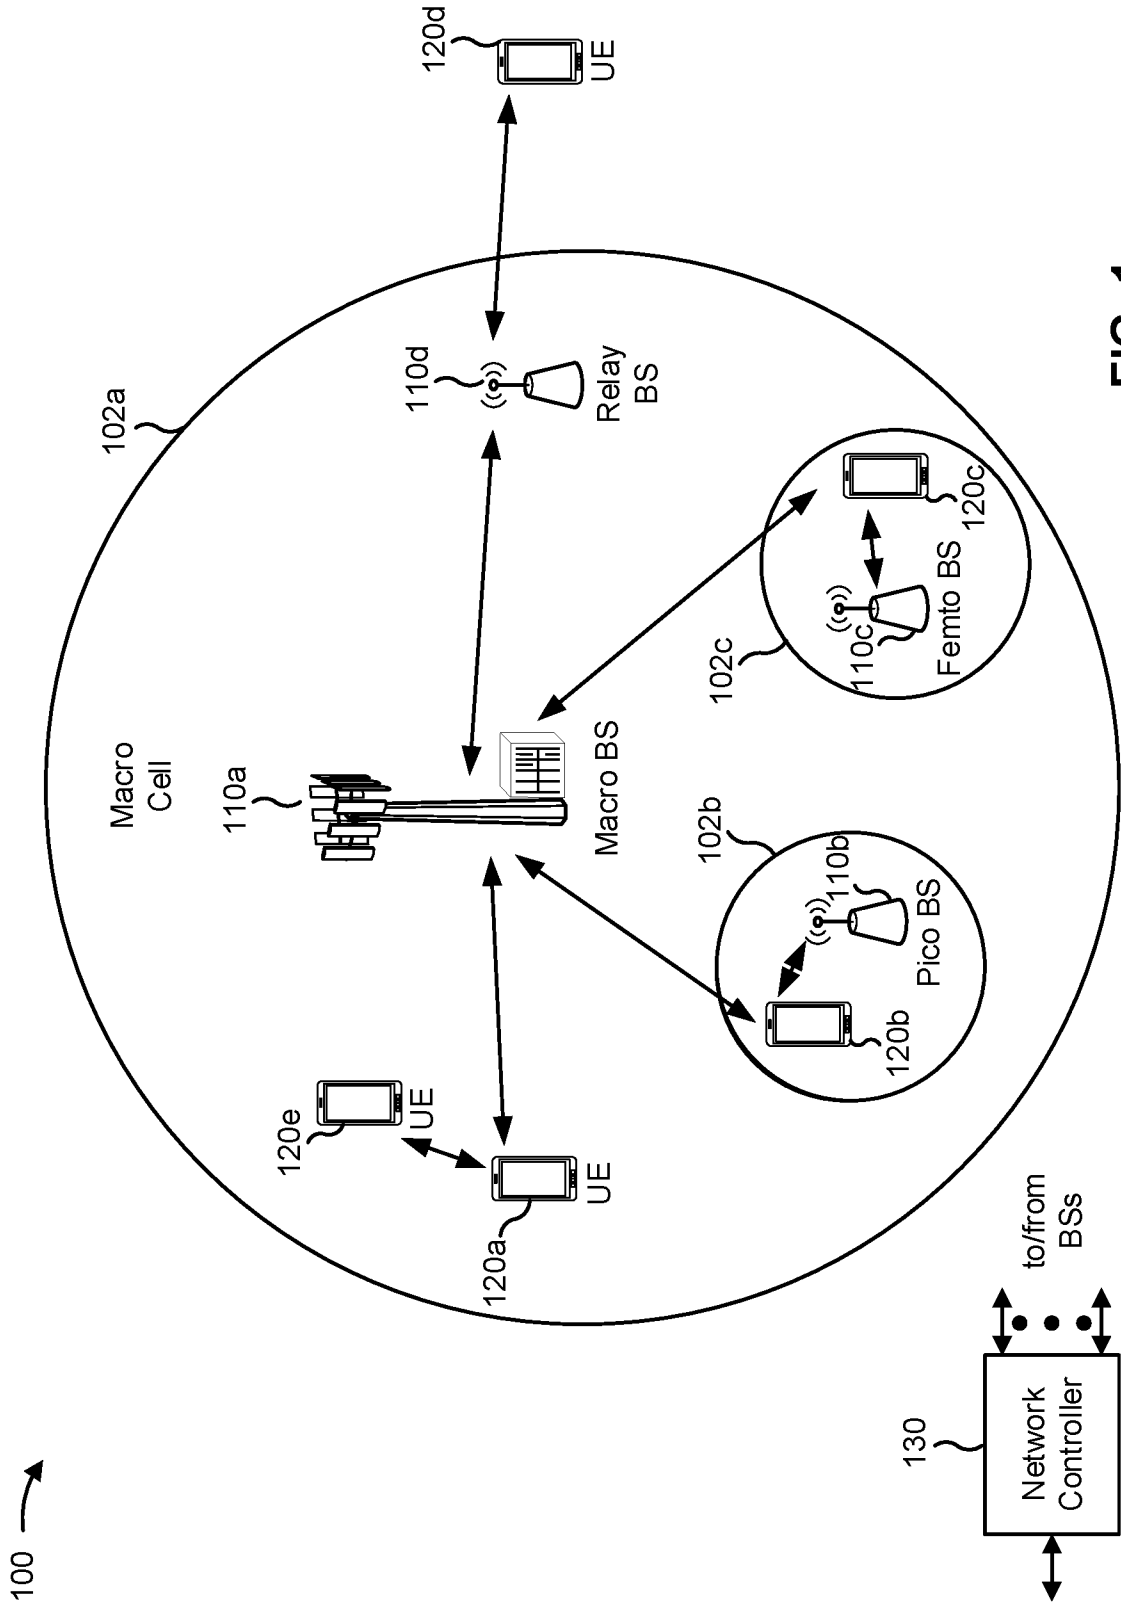 100
102a
Macro
Cell
110a
120d
UE
110d
Relay
BS
120e
UE
120a
UE
Macro BS
102c
110c
Femto BS
120c
102b
110b
Pico BS
120b
130
Network
Controller
to/from
BSs
FIG. 1